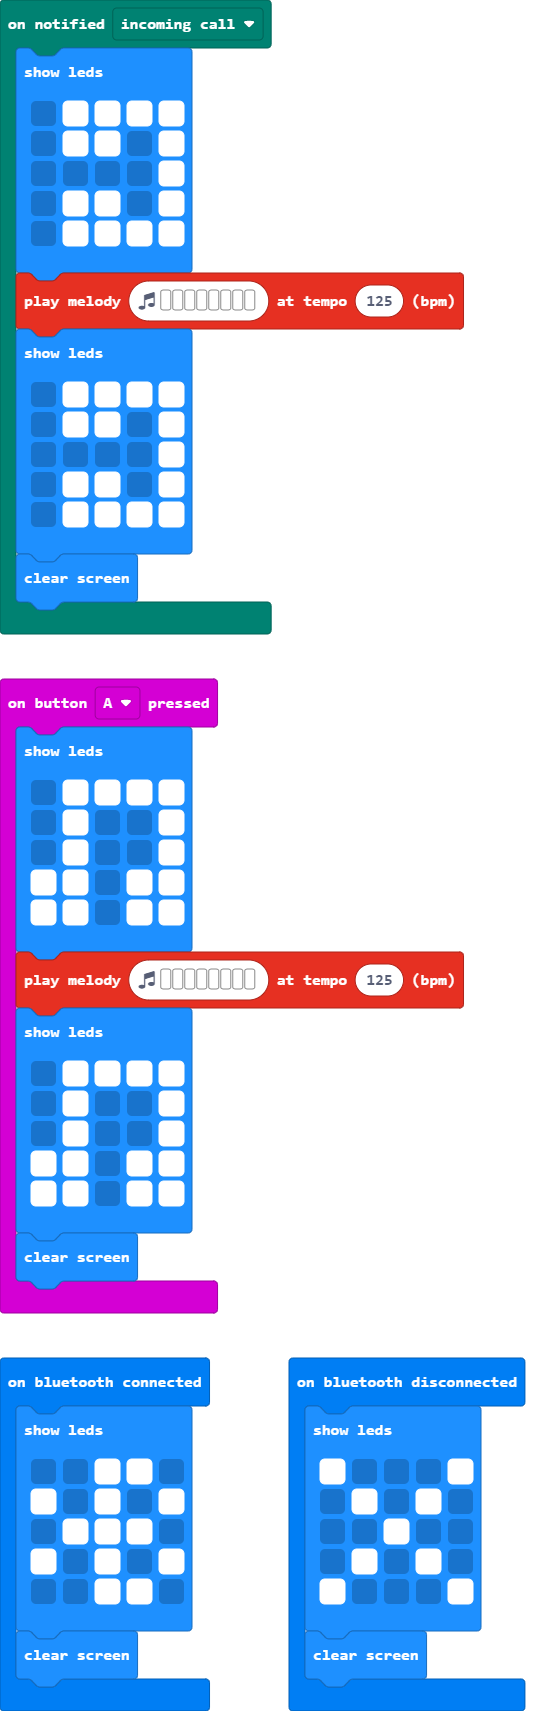 on notified incoming call
show leds
play melody at tempo 125 (bpm)
show leds
clear screen
on button A pressed
show leds
play melody at tempo 125 (bpm)
show leds
clear screen
on bluetooth connected
show leds
clear screen
on bluetooth disconnected
show leds
clear screen